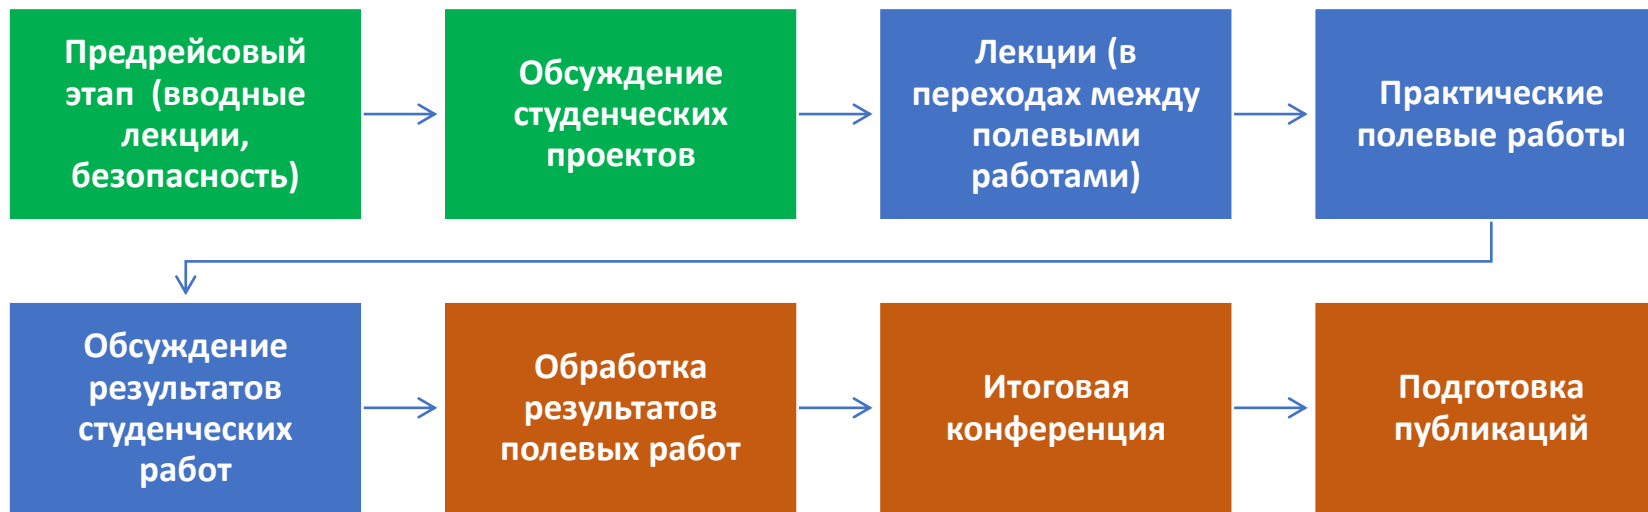 Предрейсовый
этап (вводные
лекции,
безопасность)
Обсуждение
студенческих
проектов
Лекции (в
переходах между
полевыми
работами)
Практические
полевые работы
Обсуждение
результатов
студенческих
работ
Обработка
результатов
полевых работ
Итоговая
конференция
Подготовка
публикаций